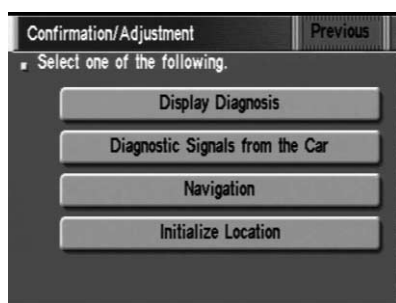 Confirmation/Adjustment Previous
Select one of the following.
Display Diagnosis
Diagnostic Signals from the Car
Navigation
Initialize Location